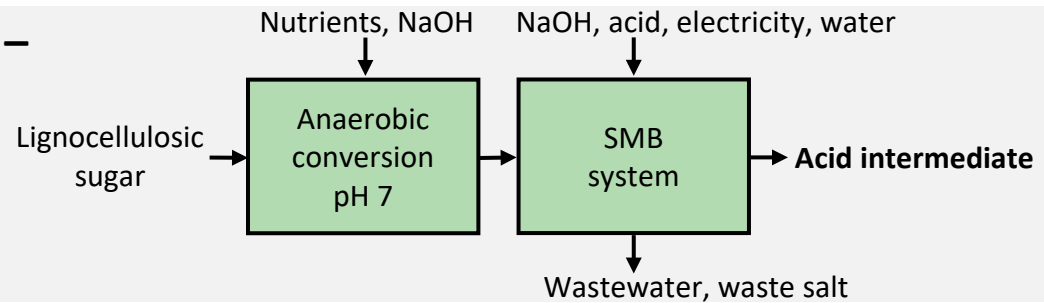 Nutrients, NaOH
NaOH, acid, electricity, water
–
Lignocellulosic
sugar
Anaerobic
conversion
pH 7
SMB
system
Acid intermediate
Wastewater, waste salt